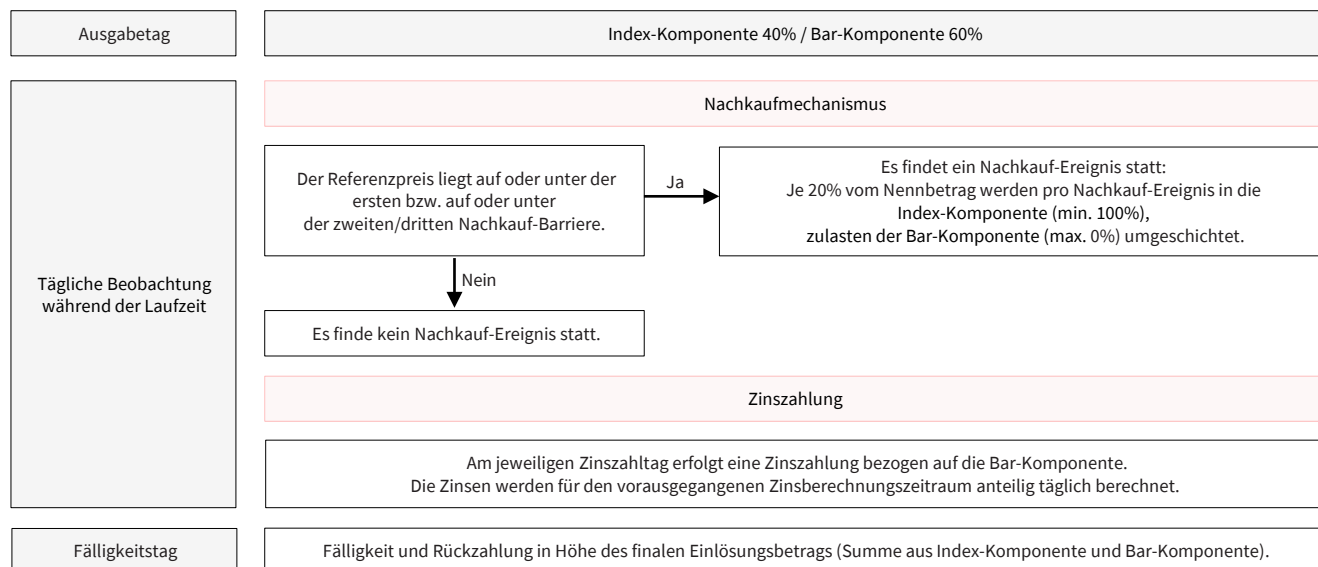 Ausgabetag
Index-Komponente 40% / Bar-Komponente 60%
Tägliche Beobachtung
während der Laufzeit
Nachkaufmechanismus
Der Referenzpreis liegt auf oder unter der
ersten bzw. auf oder unter
der zweiten/dritten Nachkauf-Barriere.
Ja
Es findet ein Nachkauf-Ereignis statt:
Je 20% vom Nennbetrag werden pro Nachkauf-Ereignis in die
Index-Komponente (min. 100%),
zulasten der Bar-Komponente (max. 0%) umgeschichtet.
Nein
Es finde kein Nachkauf-Ereignis statt.
Zinszahlung
Am jeweiligen Zinszahltag erfolgt eine Zinszahlung bezogen auf die Bar-Komponente.
Die Zinsen werden für den vorausgegangenen Zinsberechnungszeitraum anteilig täglich berechnet.
Fälligkeitstag
Fälligkeit und Rückzahlung in Höhe des finalen Einlösungsbetrags (Summe aus Index-Komponente und Bar-Komponente).